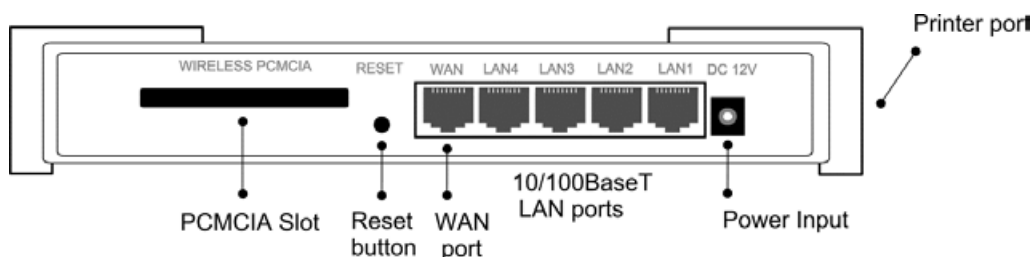 Printer port
WIRELESS PCMCIA
RESET
WAN
LAN4
LAN3
LAN2
LAN1
DC 12V
10/100BaseT
LAN ports
PCMCIA Slot
Reset
button
WAN
port
Power Input